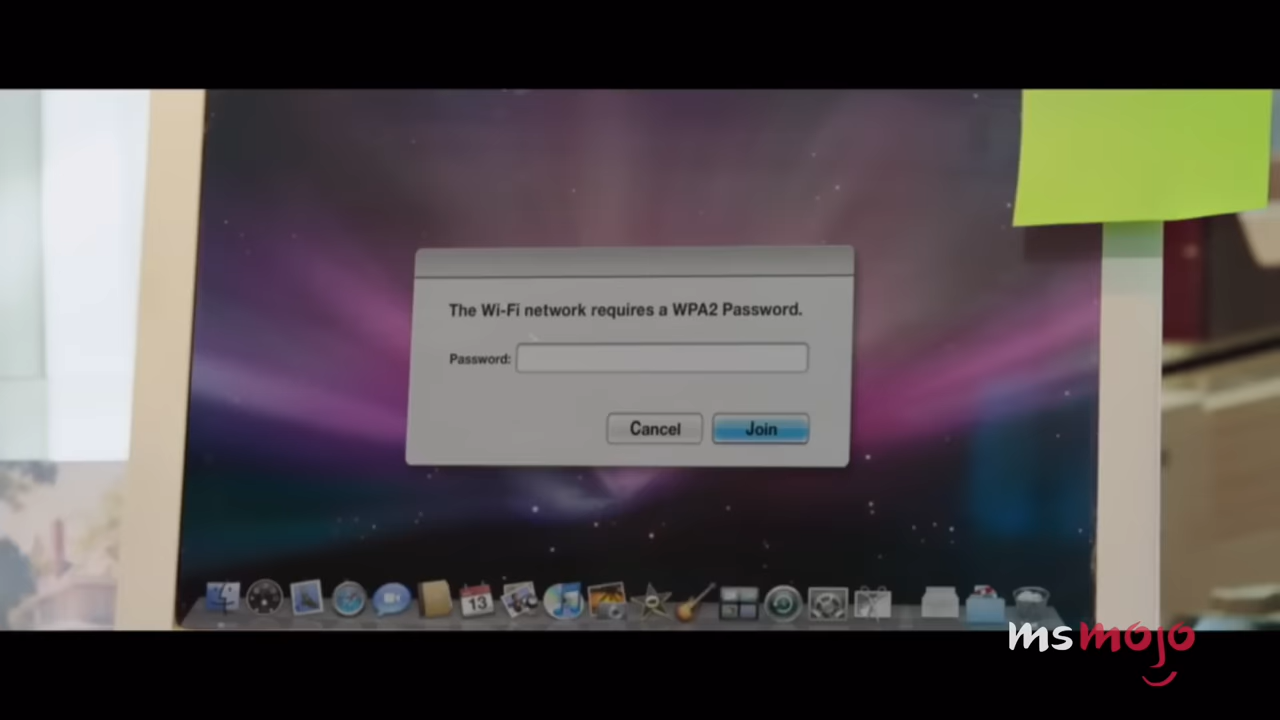 The Wi-Fi network requires a WPA2 Password.
Password:
Cancel
Join
13
msmojo